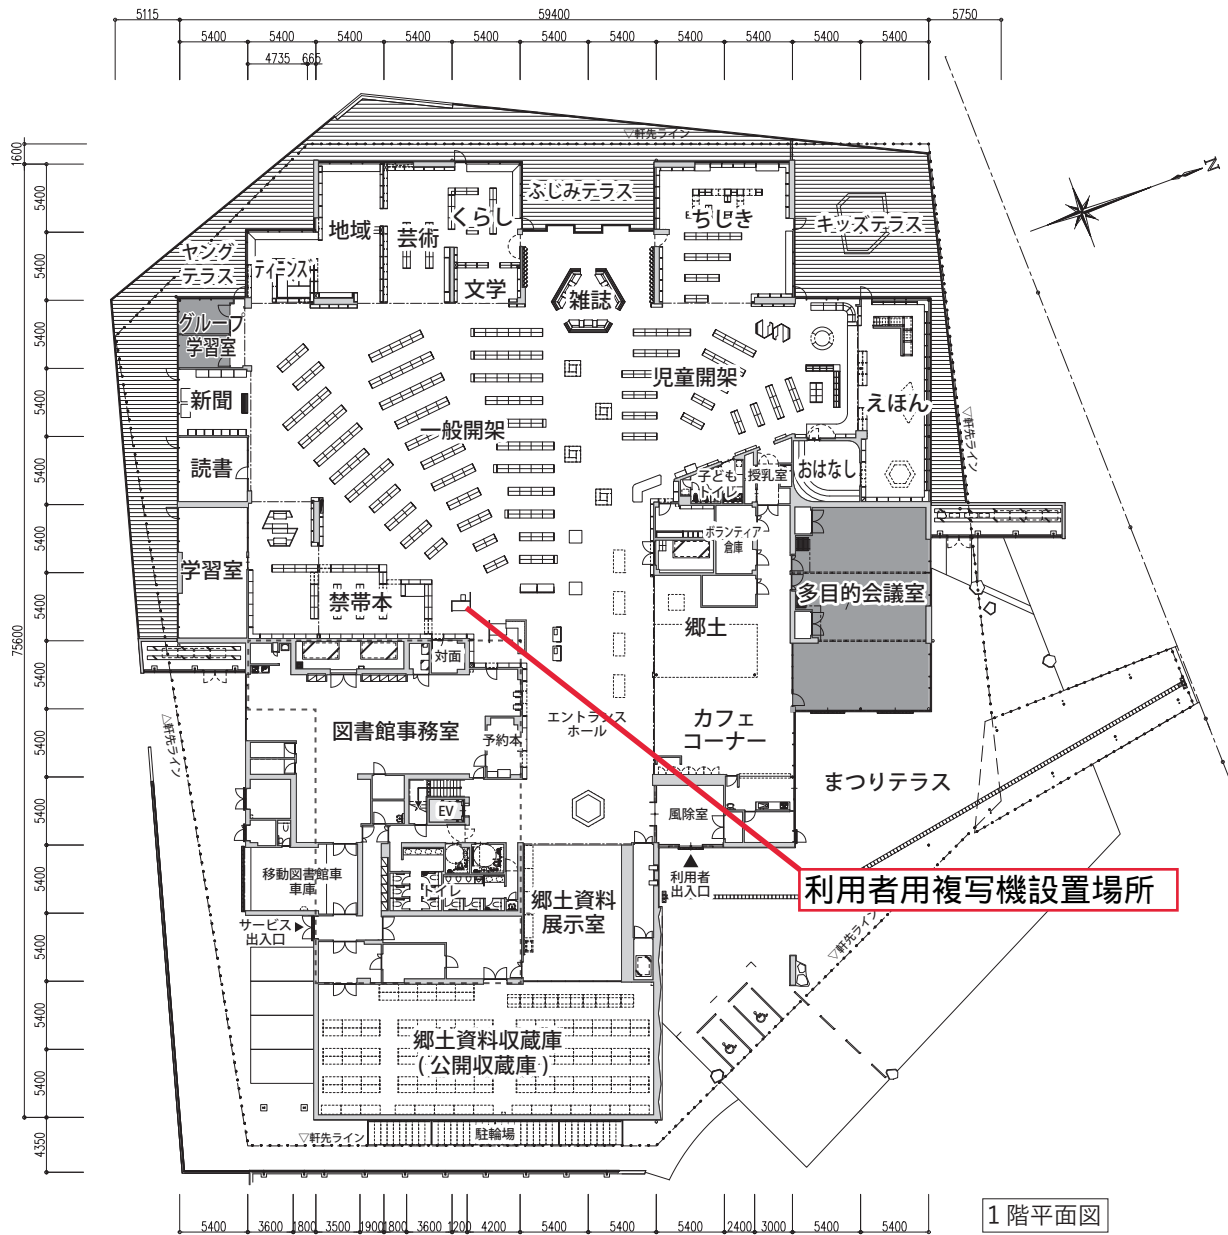 5115
59400
5750
5400
5400
5400
5400
5400
5400
5400
5400
5400
5400
5400
4735
665
1600
5400
5400
5400
5400
5400
5400
5400
5400
5400
5400
5400
5400
5400
5400
4350
75600
N
▽軒先ライン
ふじみテラス
くらし
ちしき
地域
芸術
キッズテラス
ヤング
テラス
ティーンズ
文学
雑誌
グループ
学習室
児童開架
新聞
えほん
一般開架
▽軒先ライン
読書
子ども
トイレ
授乳室
おはなし
ボランティア
倉庫
学習室
多目的会議室
禁帯本
郷土
対面
エントランス
ホール
カフェ
コーナー
図書館事務室
予約本
△軒先ライン
まつりテラス
EV
風除室
移動図書館車
車庫
トイレ
利用者
出入口
利用者用複写機設置場所
郷土資料
展示室
サービス
出入口
▽軒先ライン
郷土資料収蔵庫
(公開収蔵庫)
▽軒先ライン
駐輪場
5400
3600
1800
3500
1900
1800
3600
1200
4200
5400
5400
5400
2400
3000
5400
5400
1階平面図